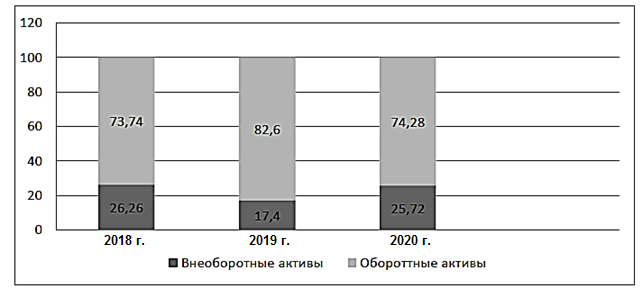 120
100
80
60
40
20
0
73,74
82,6
74,28
26,26
17,4
25,72
2018 г.
2019 г.
2020 г.
Внеоборотные активы
Обороттные активы